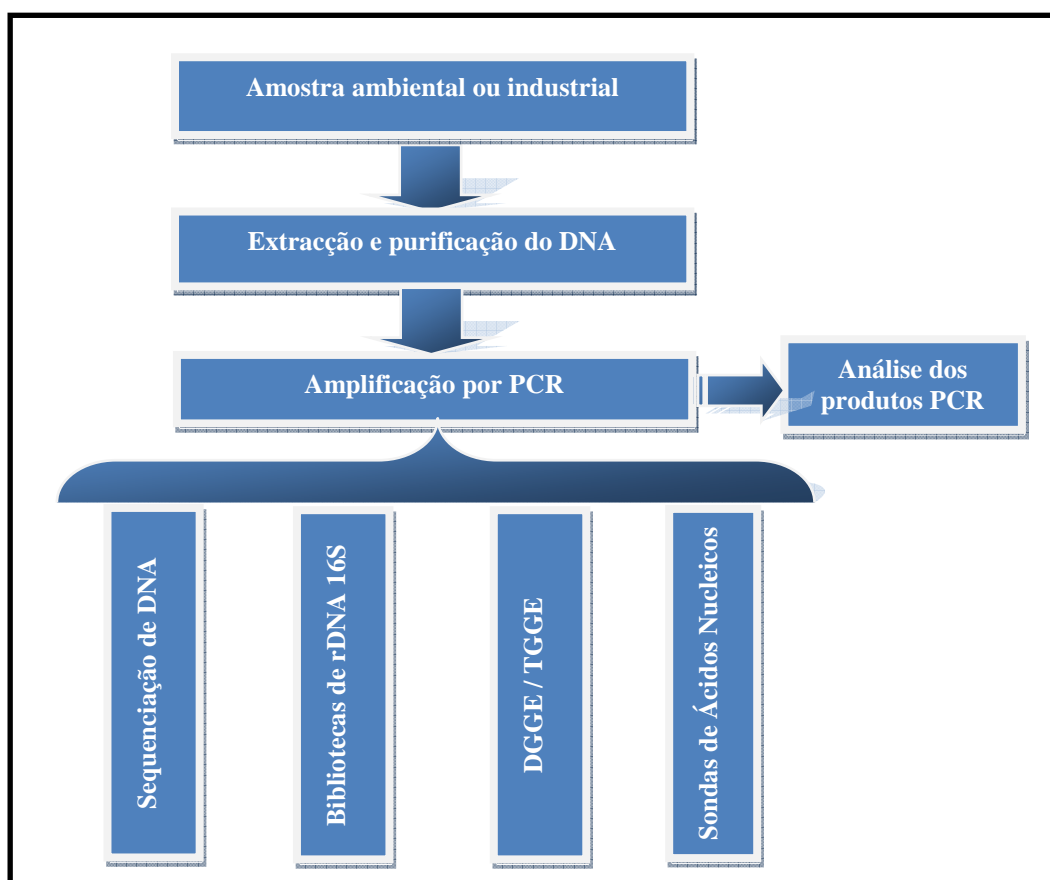 Amostra ambiental ou industrial
Extracção e purificação do DNA
Amplificação por PCR
Análise dos
produtos PCR
Sequenciação de DNA
Bibliotecas de rDNA 16S
DGGE / TGGE
Sondas de Ácidos Nucleicos